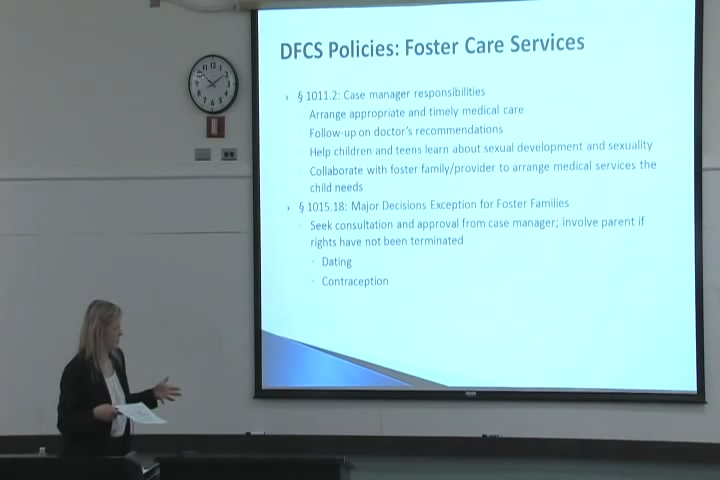 DFCS Policies: Foster Care Services
§ 1011.2: Case manager responsibilities
Arrange appropriate and timely medical care
Follow-up on doctor's recommendations
Help children and teens learn about sexual development and sexuality
Collaborate with foster family/provider to arrange medical services the
child needs
§ 1015.18: Major Decisions Exception for Foster Families
Seek consultation and approval from case manager; involve parent if
rights have not been terminated
Dating
Contraception